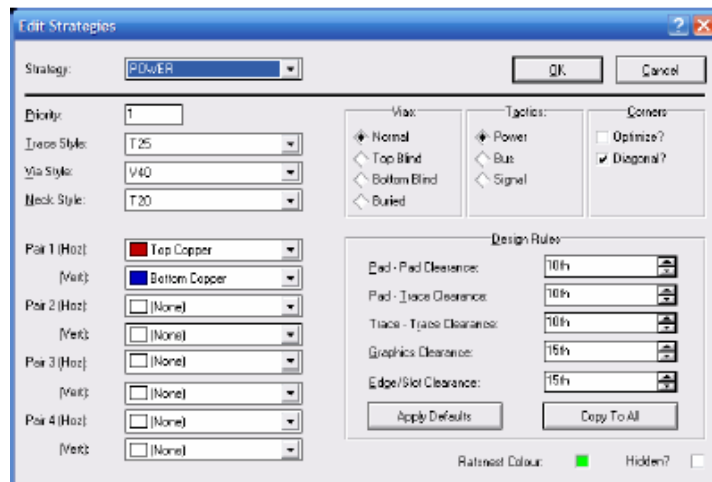 Edit Strategies
Strategy: POWER OK Cancel
Priority: 1
Trace Style: T25
Via Style: V40
Neck Style: T20
Vias:
Normal
Top Blind
Bottom Blind
Buried
Tactics:
Power
Bus
Signal
Corners
Optimize?
Diagonal?
Pair 1 (Hoz): Top Copper
(Vert): Bottom Copper
Pair 2 (Hoz): (None)
(Vert): (None)
Pair 3 (Hoz): (None)
(Vert): (None)
Pair 4 (Hoz): (None)
(Vert): (None)
Design Rules
Pad - Pad Clearance: 10th
Pad - Trace Clearance: 10th
Trace - Trace Clearance: 10th
Graphics Clearance: 15th
Edge/Slot Clearance: 15th
Apply Defaults Copy To All
Ratsnest Colour: Hidden?